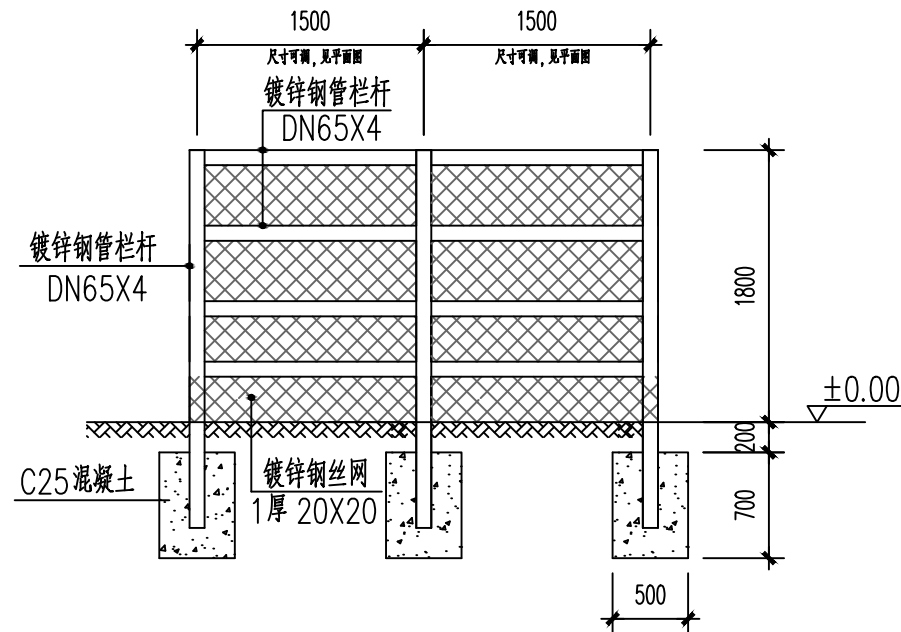 1500
1500
尺寸可调，见平面图
尺寸可调，见平面图
镀锌钢管栏杆
DN65X4
镀锌钢管栏杆
DN65X4
1800
±0.00
200
C25混凝土
镀锌钢丝网
1厚 20X20
700
500